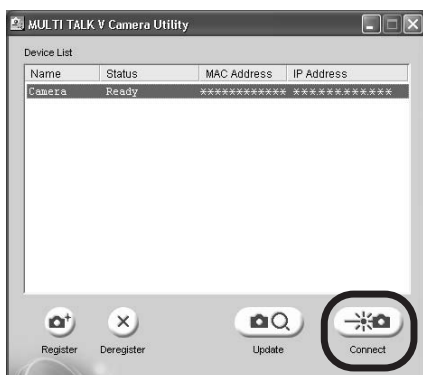 MULTI TALK V Camera Utility
Device List
Name Status MAC Address IP Address
Camera Ready ************ ***.***.***.***
Register Deregister Update Connect